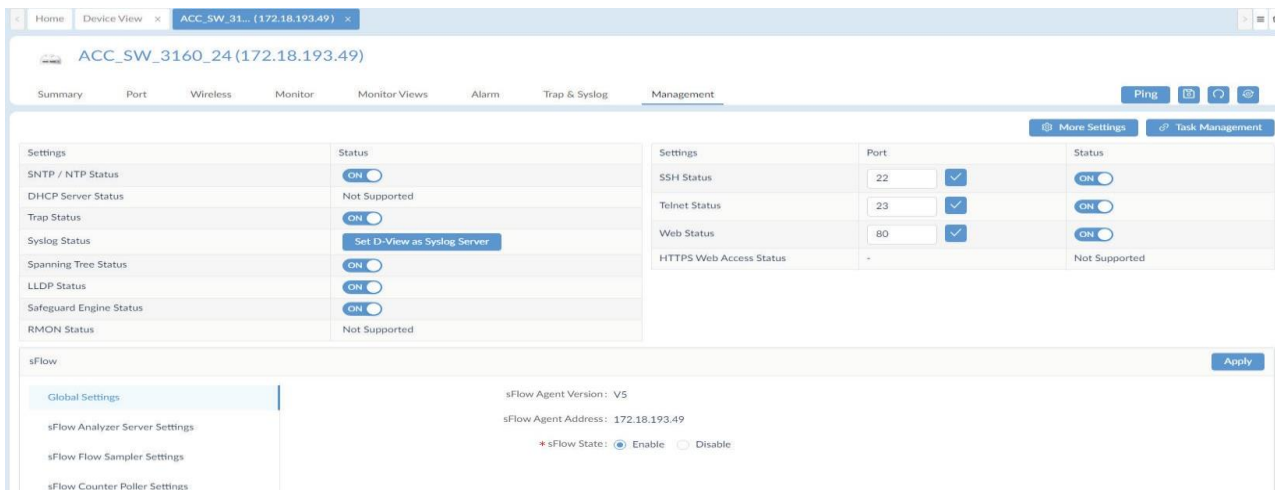 Home Device View × ACC_SW_31... (172.18.193.49) ×
ACC_SW_3160_24 (172.18.193.49)
Summary Port Wireless Monitor Monitor Views Alarm Trap & Syslog Management Ping
More Settings Task Management
Settings Status
SNTP / NTP Status ON
DHCP Server Status Not Supported
Trap Status ON
Syslog Status Set D-View as Syslog Server
Spanning Tree Status ON
LLDP Status ON
Safeguard Engine Status ON
RMON Status Not Supported
Settings Port Status
SSH Status 22 ON
Telnet Status 23 ON
Web Status 80 ON
HTTPS Web Access Status - Not Supported
sFlow Apply
Global Settings
sFlow Analyzer Server Settings
sFlow Flow Sampler Settings
sFlow Counter Poller Settings
sFlow Agent Version: V5
sFlow Agent Address: 172.18.193.49
* sFlow State: Enable Disable